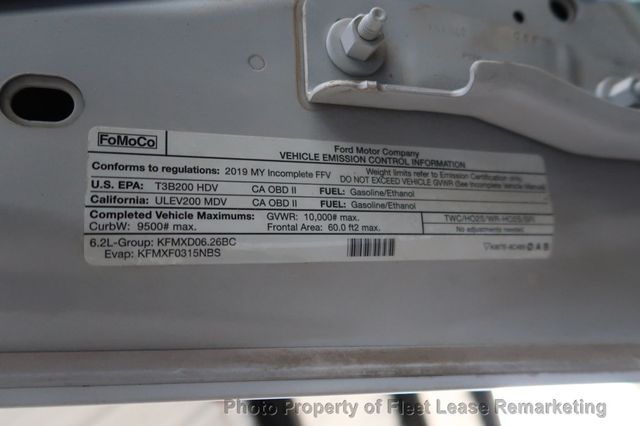 FoMoCo
Ford Motor Company
VEHICLE EMISSION CONTROL INFORMATION
Conforms to regulations: 2019 MY Incomplete FFV
Weight limits refer to Emission Certification only.
DO NOT EXCEED VEHICLE GVWR (See Incomplete Vehicle Manual)
U.S. EPA: T3B200 HDV CA OBD II FUEL: Gasoline/Ethanol
California: ULEV200 MDV CA OBD II FUEL: Gasoline/Ethanol
Completed Vehicle Maximums: GVWR: 10,000# max. TWC/HO2S/WR-HO2S/SFI
CurbW: 9500# max. Frontal Area: 60.0 ft2 max. No adjustments needed.
6.2L-Group: KFMXD06.26BC
Evap: KFMXF0315NBS
Photo Property of Fleet Lease Remarketing